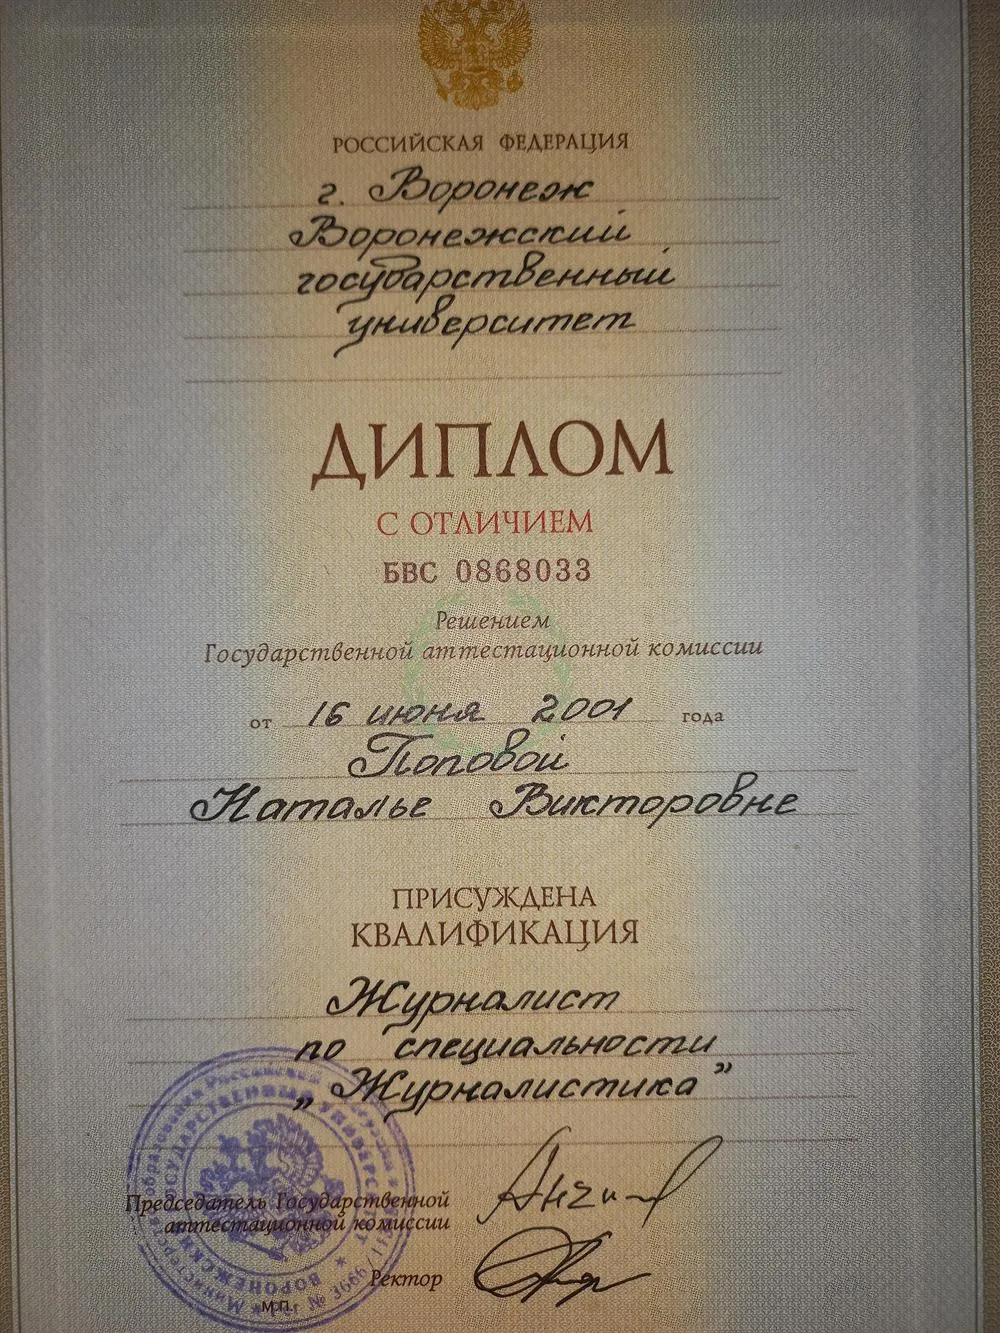 РОССИЙСКАЯ ФЕДЕРАЦИЯ
г. Воронеж
Воронежский
государственный
университет
ДИПЛОМ
С ОТЛИЧИЕМ
БВС 0868033
Решением
Государственной аттестационной комиссии
от 16 июня 2001 года
Поповой
Наталье Викторовне
ПРИСУЖДЕНА
КВАЛИФИКАЦИЯ
Журналист
по специальности
„Журналистика"
Председатель Государственной
аттестационной комиссии
Ректор
М.П.